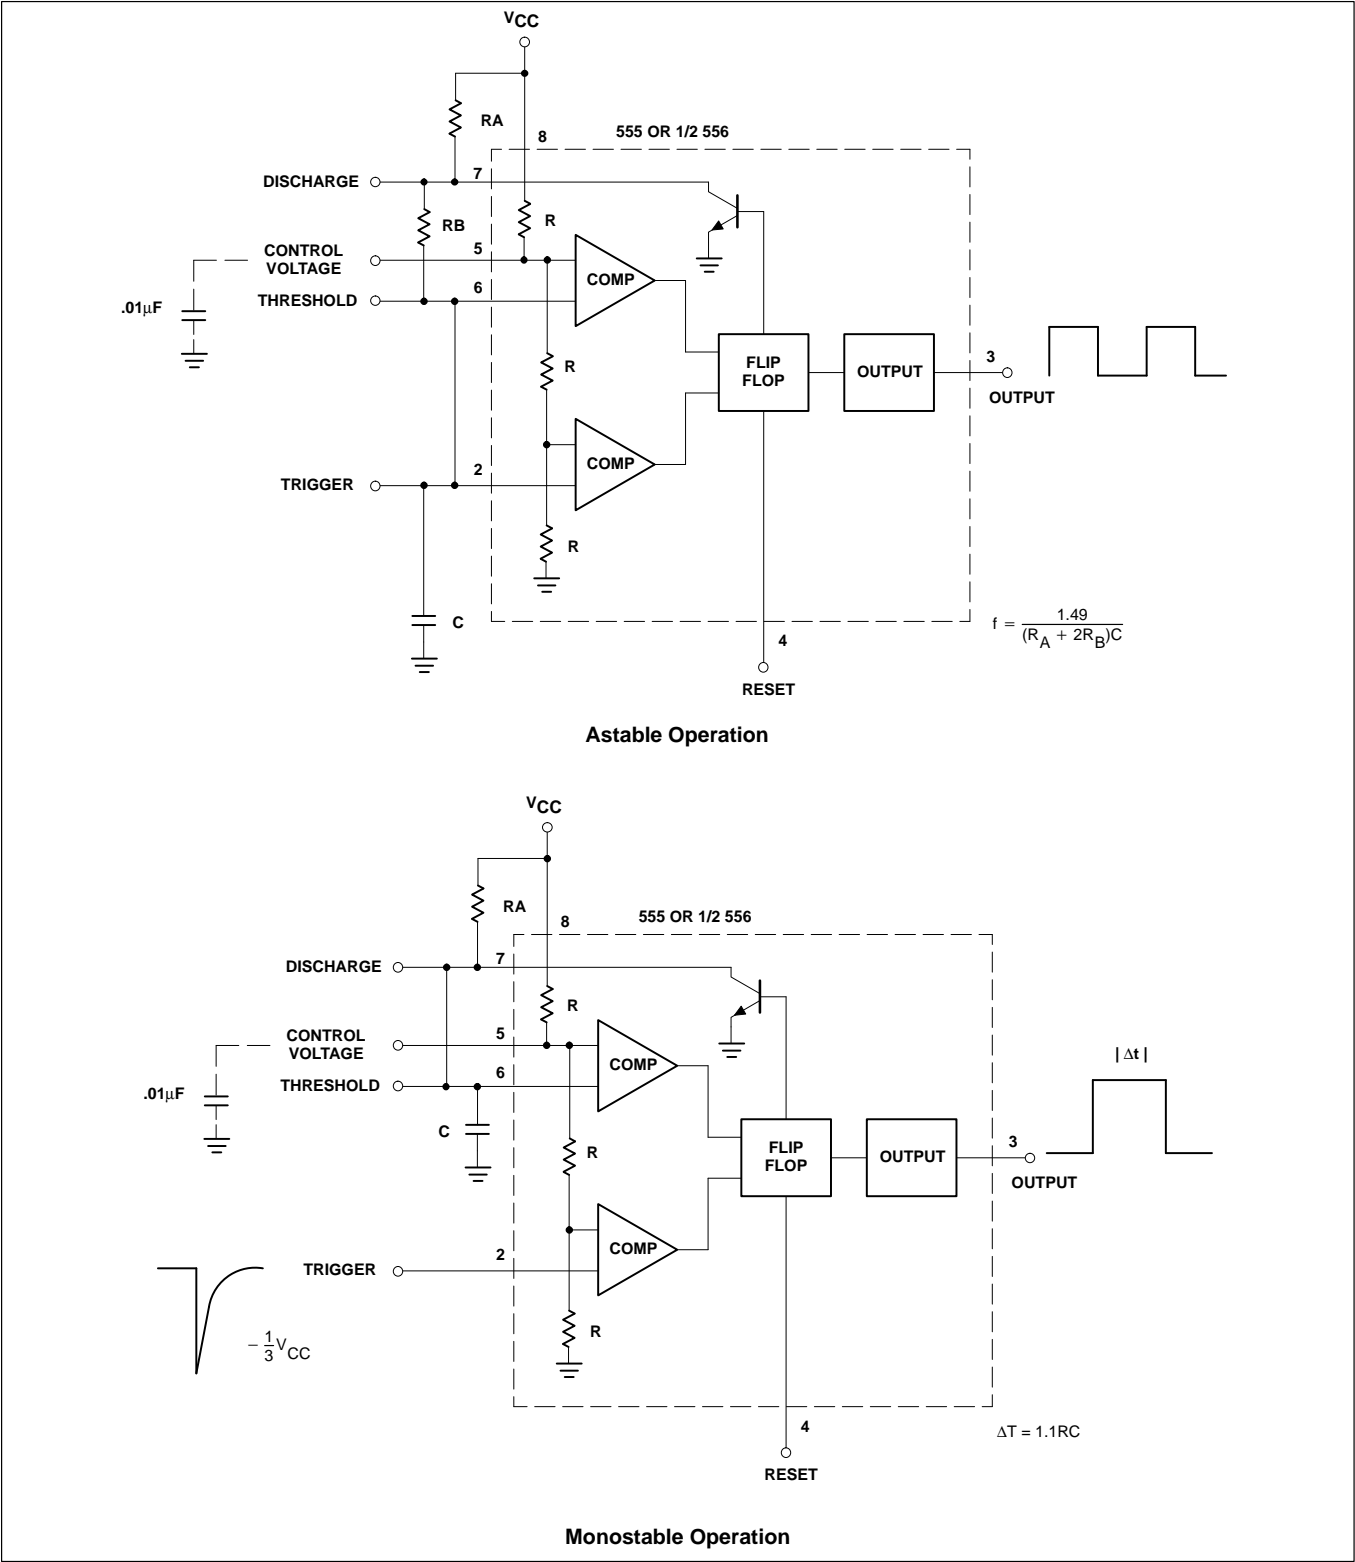 VCC
RA
8
555 OR 1/2 556
DISCHARGE
7
RB
R
CONTROL
VOLTAGE
5
COMP
THRESHOLD
6
.01µF
R
FLIP
FLOP
OUTPUT
3
OUTPUT
COMP
TRIGGER
2
R
C
4
RESET
f = 1.49
(RA + 2RB)C
Astable Operation
VCC
RA
8
555 OR 1/2 556
DISCHARGE
7
R
CONTROL
VOLTAGE
5
COMP
| Δt |
THRESHOLD
6
.01µF
C
R
FLIP
FLOP
OUTPUT
3
OUTPUT
COMP
TRIGGER
2
− 1/3 VCC
R
4
RESET
ΔT = 1.1RC
Monostable Operation